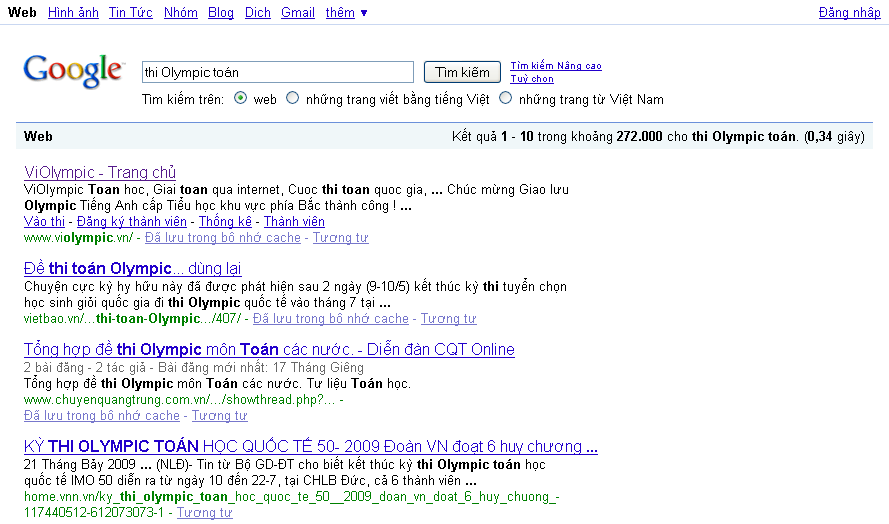 Web Hình ảnh Tin Tức Nhóm Blog Dịch Gmail thêm ▼ Đăng nhập
Google™ thi Olympic toán Tìm kiếm Tìm kiếm Nâng cao
Tuỳ chọn
Tìm kiếm trên: web những trang viết bằng tiếng Việt những trang từ Việt Nam
Web Kết quả 1 - 10 trong khoảng 272.000 cho thi Olympic toán. (0,34 giây)
ViOlympic - Trang chủ
ViOlympic Toan hoc, Giai toan qua internet, Cuoc thi toan quoc gia, ... Chúc mừng Giao lưu
Olympic Tiếng Anh cấp Tiểu học khu vực phía Bắc thành công ! ...
Vào thi - Đăng ký thành viên - Thống kê - Thành viên
www.violympic.vn/ - Đã lưu trong bộ nhớ cache - Tương tự
Đề thi toán Olympic... dùng lại
Chuyện cực kỳ hy hữu này đã được phát hiện sau 2 ngày (9-10/5) kết thúc kỳ thi tuyển chọn
học sinh giỏi quốc gia đi thi Olympic quốc tế vào tháng 7 tại ...
vietbao.vn/...thi-toan-Olympic.../407/ - Đã lưu trong bộ nhớ cache - Tương tự
Tổng hợp đề thi Olympic môn Toán các nước. - Diễn đàn CQT Online
2 bài đăng - 2 tác giả - Bài đăng mới nhất: 17 Tháng Giêng
Tổng hợp đề thi Olympic môn Toán các nước. Tư liệu Toán học.
www.chuyenquangtrung.com.vn/.../showthread.php?... -
Đã lưu trong bộ nhớ cache - Tương tự
KỲ THI OLYMPIC TOÁN HỌC QUỐC TẾ 50- 2009 Đoàn VN đoạt 6 huy chương ...
21 Tháng Bảy 2009 ... (NLĐ)- Tin từ Bộ GD-ĐT cho biết kết thúc kỳ thi Olympic toán học
quốc tế IMO 50 diễn ra từ ngày 10 đến 22-7, tại CHLB Đức, cả 6 thành viên ...
home.vnn.vn/ky_thi_olympic_toan_hoc_quoc_te_50__2009_doan_vn_doat_6_huy_chuong_-
117440512-612073073-1 - Tương tự